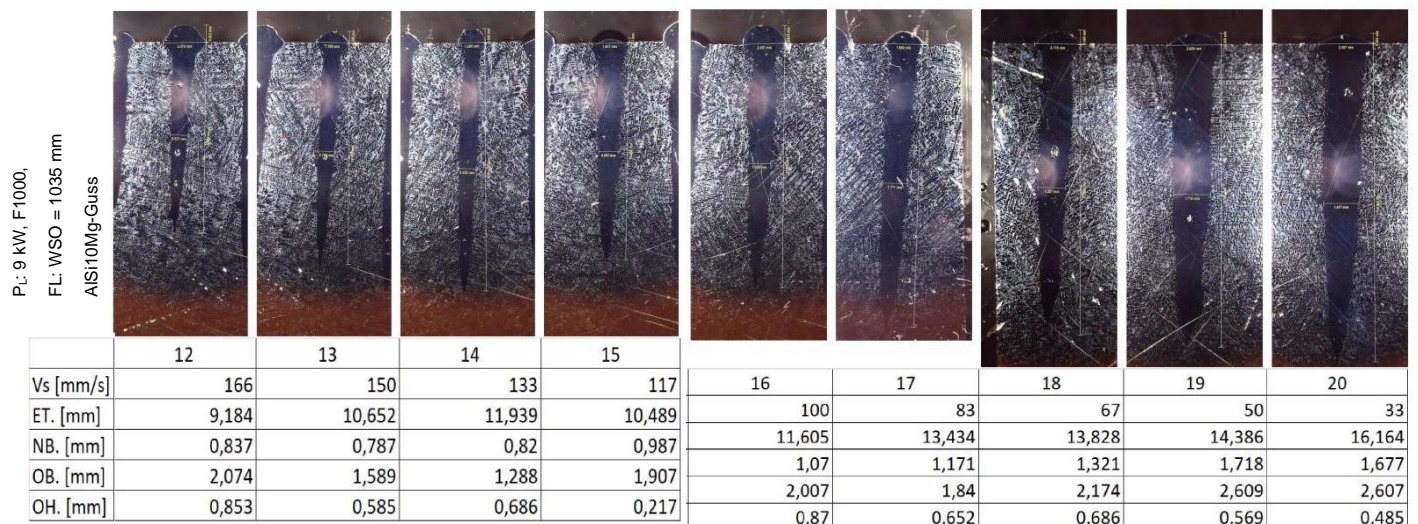 P_L: 9 kW, F1000,
FL: WSO = 1035 mm
AlSi10Mg-Guss
12 13 14 15
Vs [mm/s] 166 150 133 117
ET. [mm] 9,184 10,652 11,939 10,489
NB. [mm] 0,837 0,787 0,82 0,987
OB. [mm] 2,074 1,589 1,288 1,907
OH. [mm] 0,853 0,585 0,686 0,217
16 17 18 19 20
100 83 67 50 33
11,605 13,434 13,828 14,386 16,164
1,07 1,171 1,321 1,718 1,677
2,007 1,84 2,174 2,609 2,607
0,87 0,652 0,686 0,569 0,485